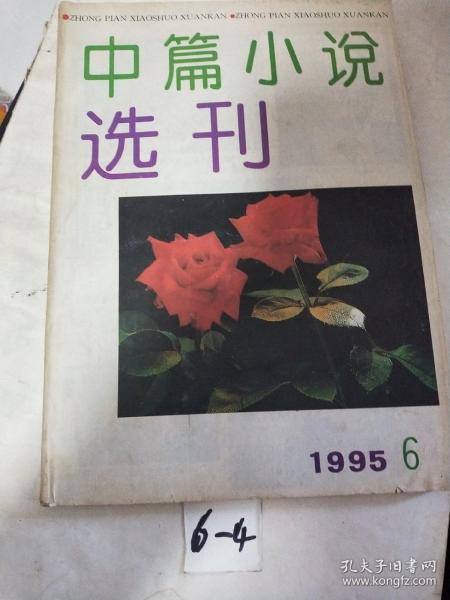 •ZHONG PIAN XIAOSHUO XUANKAN •ZHONG PIAN XIAOSHUO XUANKAN
中篇小说
选刊
1995 6
6-4
孔夫子旧书网
www.kongfz.com